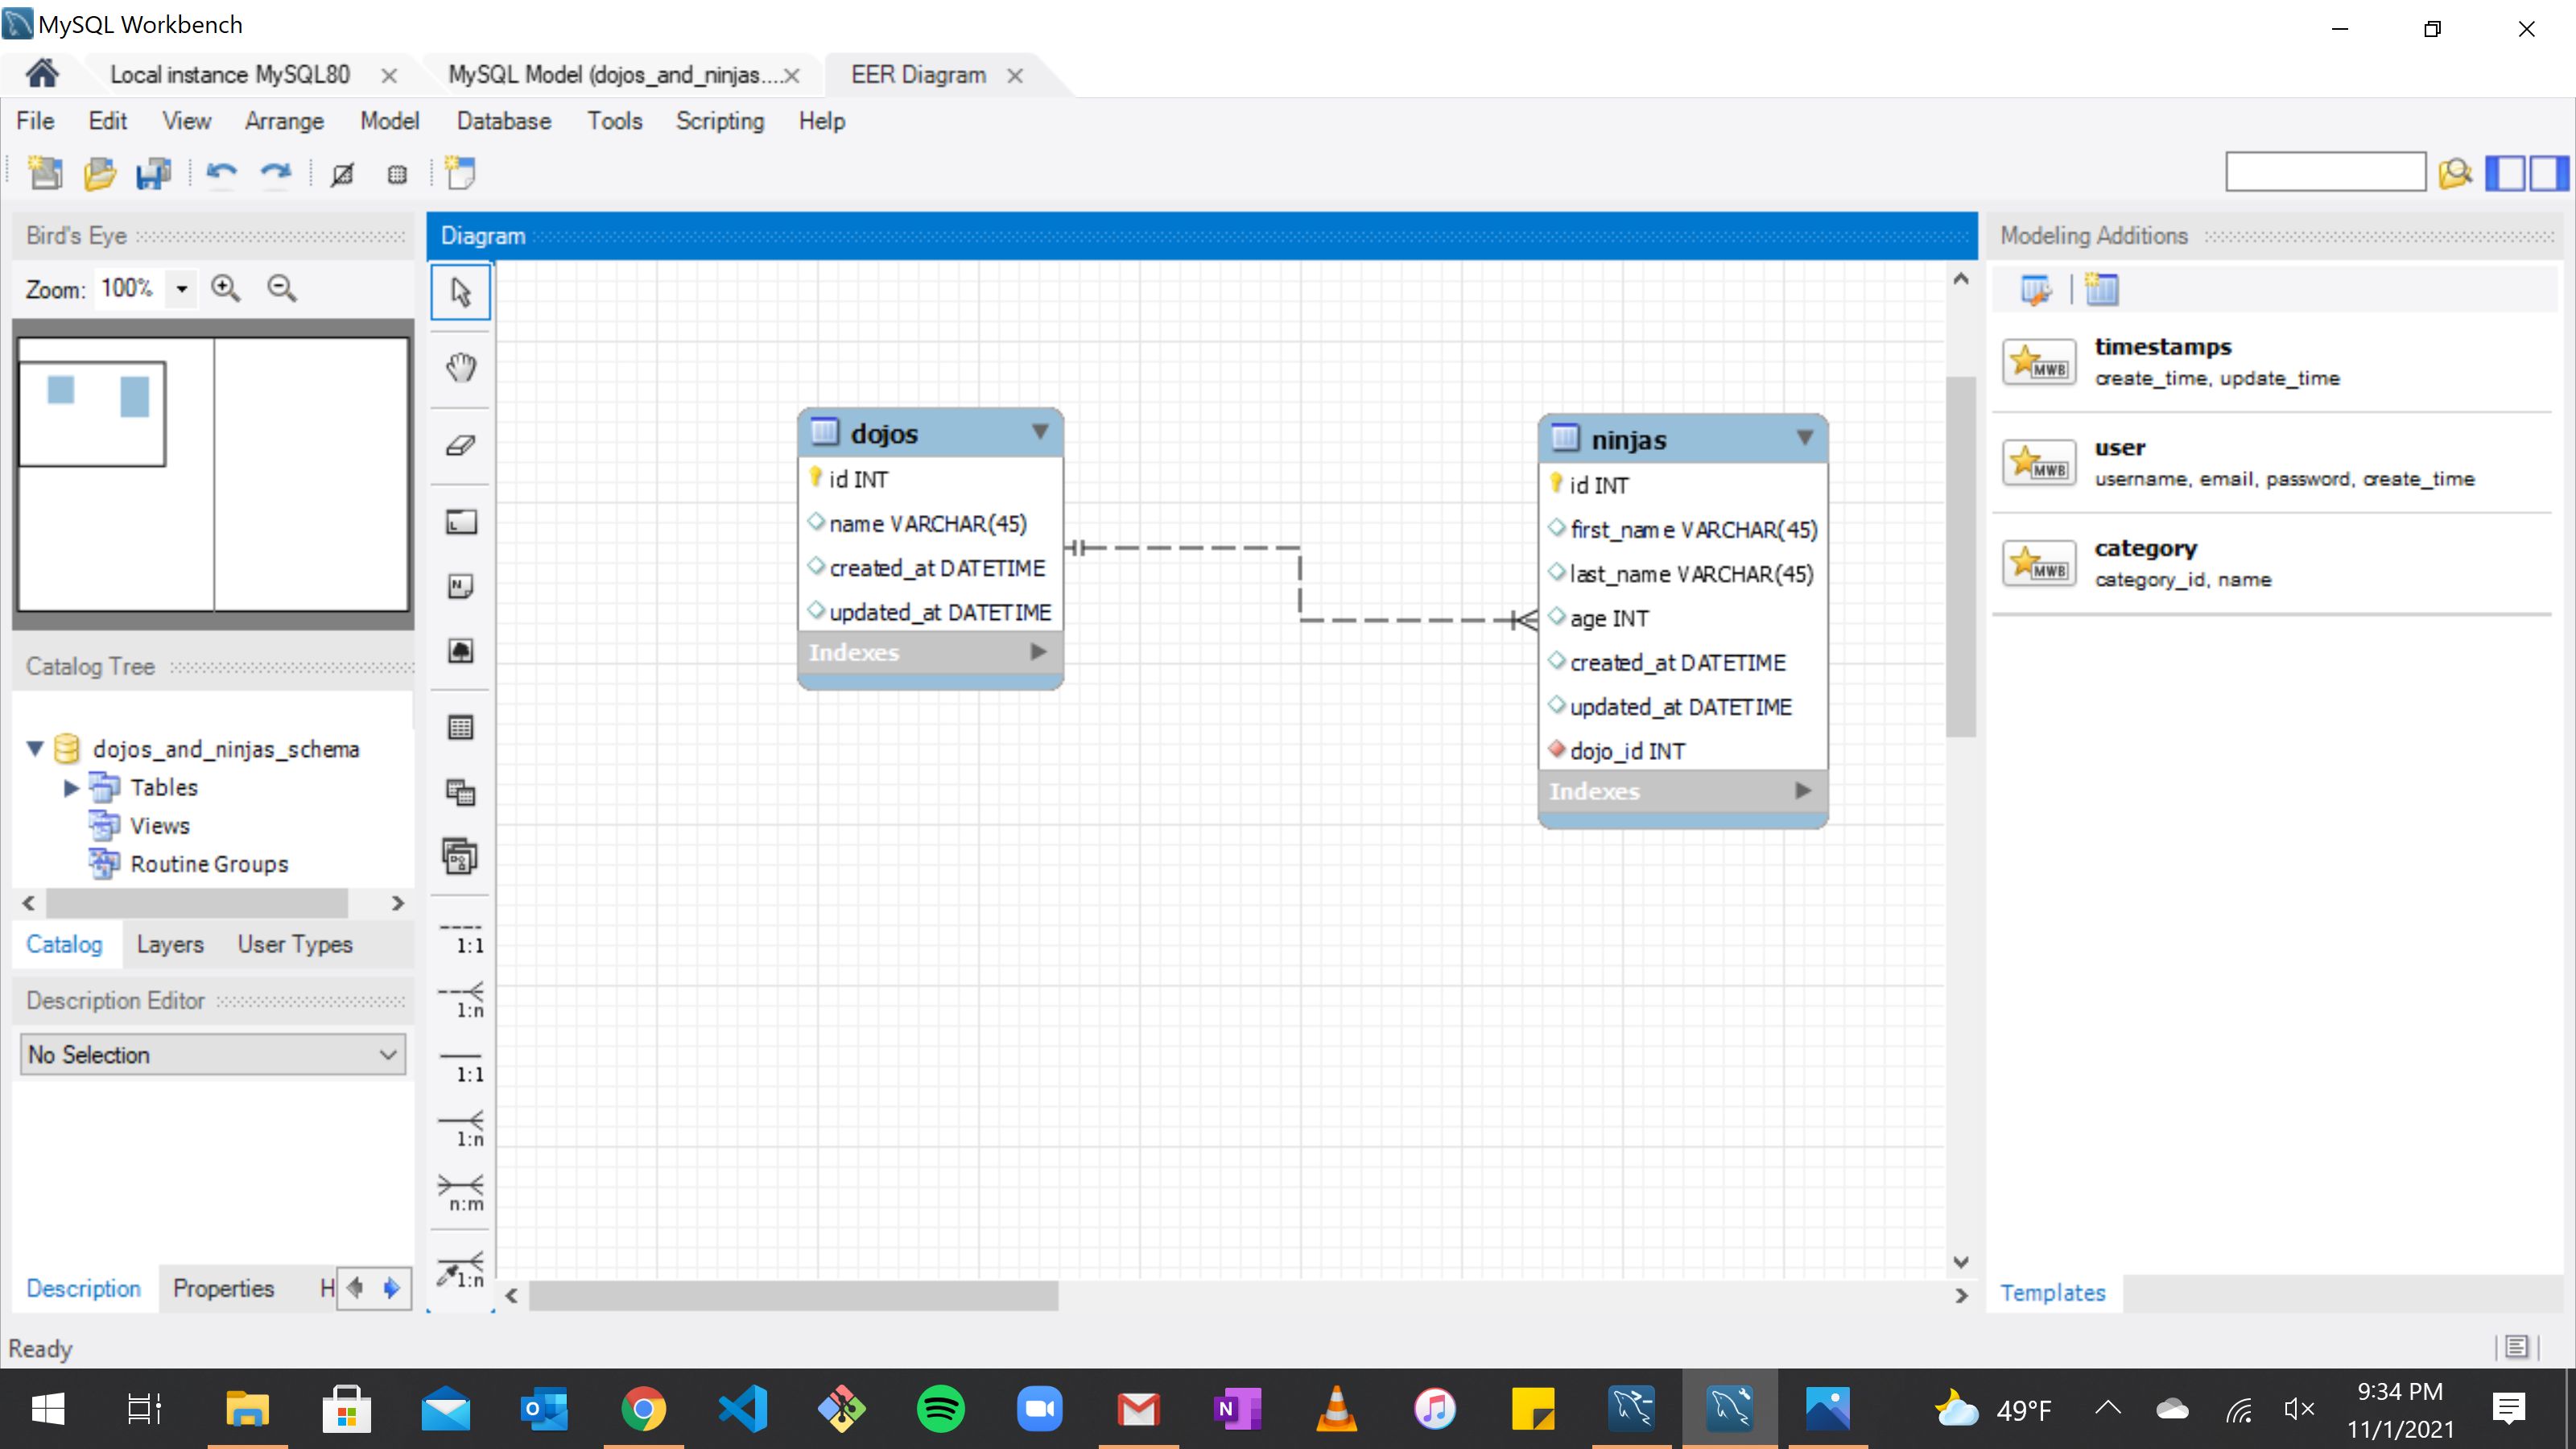 MySQL Workbench
Local instance MySQL80
MySQL Model (dojos_and_ninjas....
EER Diagram
File Edit View Arrange Model Database Tools Scripting Help
Bird's Eye
Zoom: 100%
Catalog Tree
dojos_and_ninjas_schema
Tables
Views
Routine Groups
Catalog Layers User Types
Description Editor
No Selection
Description Properties H
Diagram
1:1
1:n
1:1
1:n
n:m
1:n
dojos
id INT
name VARCHAR(45)
created_at DATETIME
updated_at DATETIME
Indexes
ninjas
id INT
first_name VARCHAR(45)
last_name VARCHAR(45)
age INT
created_at DATETIME
updated_at DATETIME
dojo_id INT
Indexes
Modeling Additions
MWB
timestamps
create_time, update_time
MWB
user
username, email, password, create_time
MWB
category
category_id, name
Templates
Ready
49°F
9:34 PM
11/1/2021